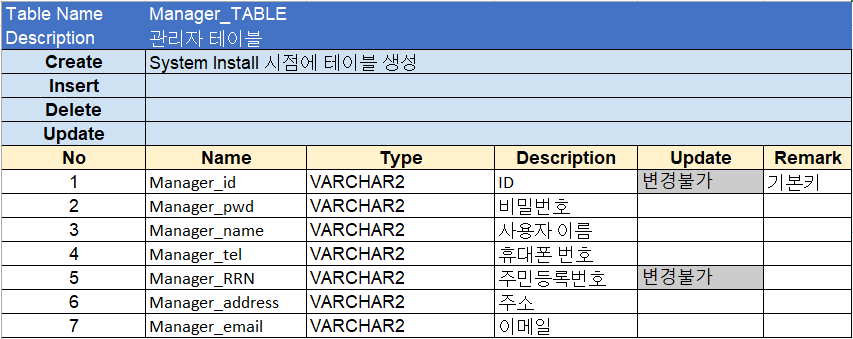 Table Name Manager_TABLE
Description 관리자 테이블
Create System Install 시점에 테이블 생성
Insert
Delete
Update
No Name Type Description Update Remark
1 Manager_id VARCHAR2 ID 변경불가 기본키
2 Manager_pwd VARCHAR2 비밀번호
3 Manager_name VARCHAR2 사용자 이름
4 Manager_tel VARCHAR2 휴대폰 번호
5 Manager_RRN VARCHAR2 주민등록번호 변경불가
6 Manager_address VARCHAR2 주소
7 Manager_email VARCHAR2 이메일